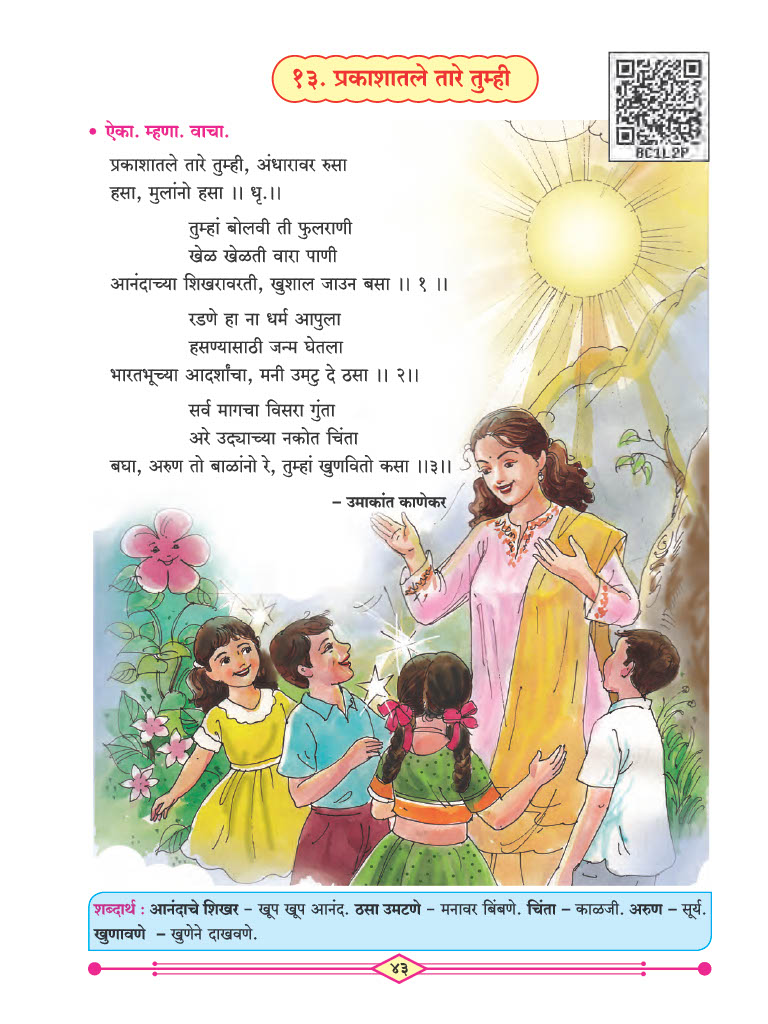 १३. प्रकाशातले तारे तुम्ही
BC1L2P
• ऐका. म्हणा. वाचा.
प्रकाशातले तारे तुम्ही, अंधारावर रुसा
हसा, मुलांनो हसा ।। धृ.।।
तुम्हां बोलवी ती फुलराणी
खेळ खेळती वारा पाणी
आनंदाच्या शिखरावरती, खुशाल जाउन बसा ।। १ ।।
रडणे हा ना धर्म आपुला
हसण्यासाठी जन्म घेतला
भारतभूच्या आदर्शांचा, मनी उमटु दे ठसा ।। २।।
सर्व मागचा विसरा गुंता
अरे उद्याच्या नकोत चिंता
बघा, अरुण तो बाळांनो रे, तुम्हां खुणवितो कसा ।।३।।
– उमाकांत काणेकर
शब्दार्थ : आनंदाचे शिखर – खूप खूप आनंद. ठसा उमटणे – मनावर बिंबणे. चिंता – काळजी. अरुण – सूर्य.
खुणावणे – खुणेने दाखवणे.
४३